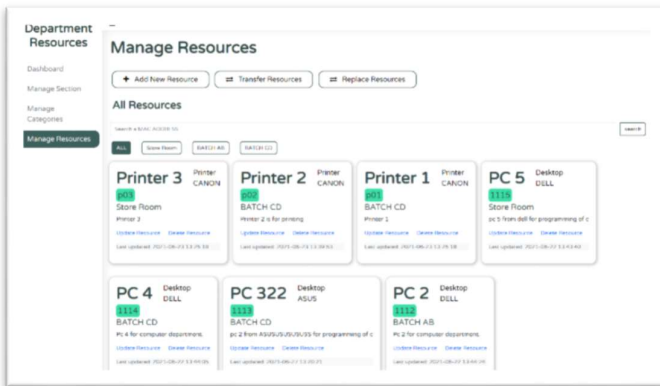 Department
Resources
Dashboard
Manage Section
Manage
Categories
Manage Resources
Manage Resources
+ Add New Resource
⇄ Transfer Resources
⇄ Replace Resources
All Resources
Search
ALL
Store Room
BATCH AB
BATCH CD
Printer 3
Printer
CANON
p03
Store Room
Printer 3
Update Resource Delete Resource
Printer 2
Printer
CANON
p02
BATCH CD
Printer 2 is for printing
Update Resource Delete Resource
Printer 1
Printer
CANON
p01
BATCH CD
Printer 1
Update Resource Delete Resource
PC 5
Desktop
DELL
1115
Store Room
pc 5 from dell for programming of c
Update Resource Delete Resource
PC 4
Desktop
DELL
1114
BATCH CD
PC 4 for computer department.
Update Resource Delete Resource
PC 322
Desktop
ASUS
1113
BATCH CD
for programming of c
Update Resource Delete Resource
PC 2
Desktop
DELL
1112
BATCH AB
PC 2 for computer department.
Update Resource Delete Resource